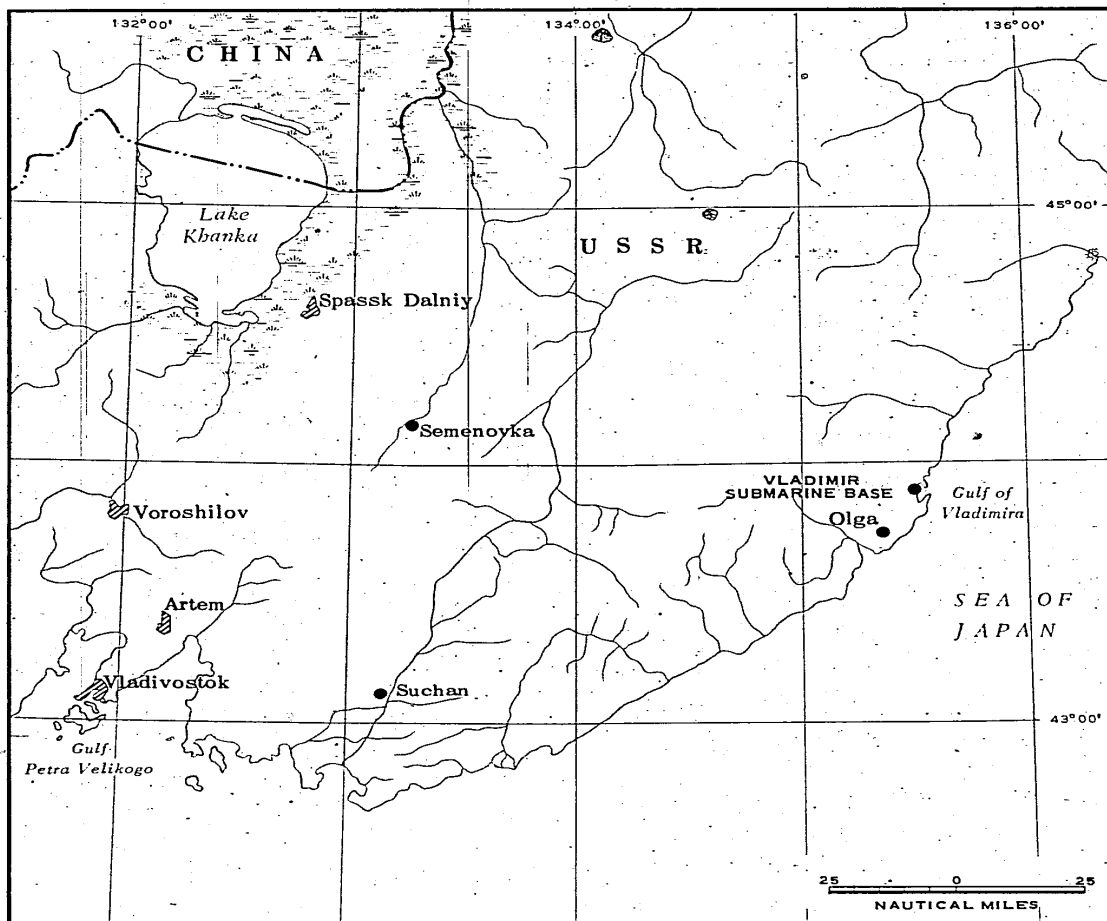 132°00'
134°00'
136°00'
CHINA
Lake
Khanka
45°00'
USSR
Spassk Dalniy
Semenovka
VLADIMIR
SUBMARINE BASE
Gulf of
Vladimira
Voroshilov
Olga
Artem
SEA OF
JAPAN
Vladivostok
Suchan
43°00'
Gulf
Petra Velikogo
25 0 25
NAUTICAL MILES